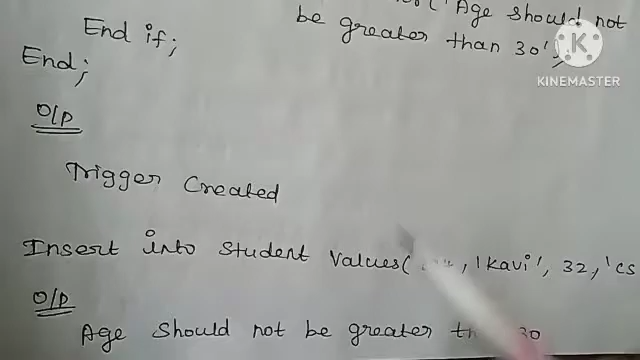 'Age should not
End if;
be greater than 30');
End;
KINEMASTER
O/P
Trigger Created
Insert into Student Values( , 'Kavi', 32, 'CS
O/P
Age should not be greater 30